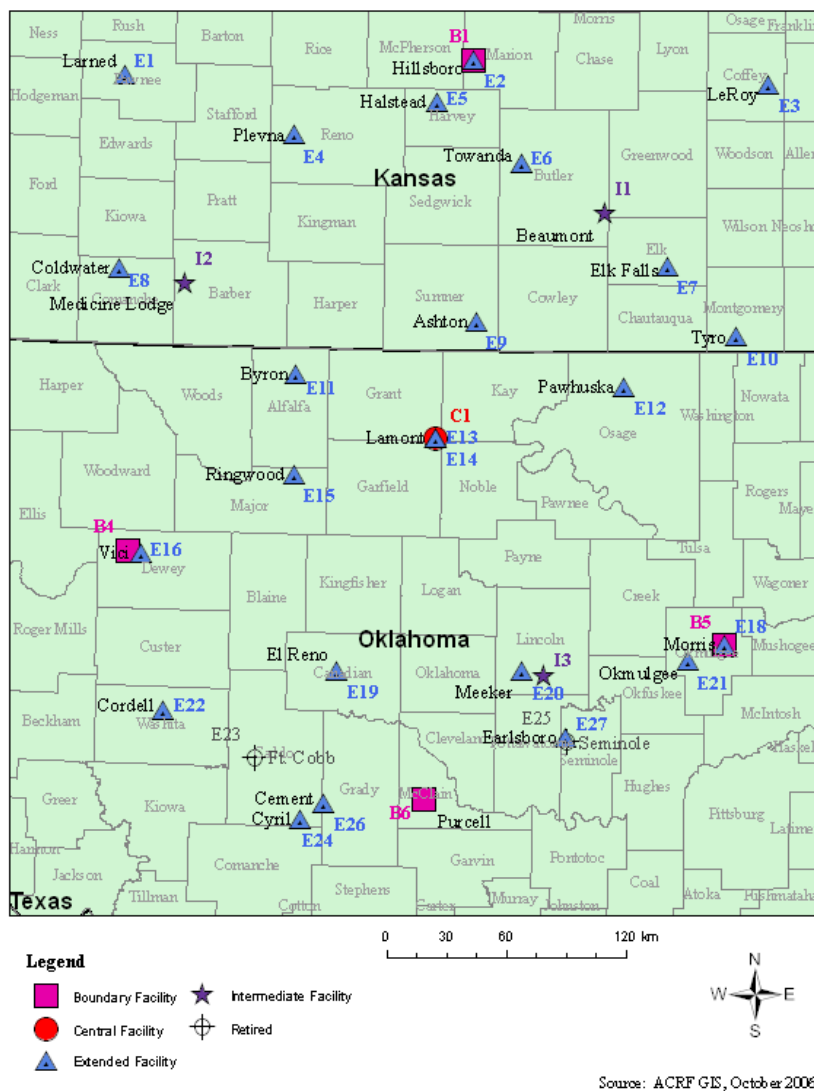 Ness
Rush
Barton
Rice
McPherson
B1
Marion
Morris
Chase
Lyon
Osage
Franklin
Larned
E1
Pawnee
Hillsboro
E2
Coffey
LeRoy
E3
Hodgeman
Stafford
Halstead
E5
Harvey
Edwards
Plevna
Reno
E4
Towanda
E6
Butler
Greenwood
Woodson
Allen
Ford
Kansas
Pratt
Kiowa
Kingman
Sedgwick
I1
Beaumont
Wilson
Neosho
Coldwater
E8
I2
Clark
Comanche
Medicine Lodge
Barber
Harper
Sumner
Cowley
Elk
Elk Falls
E7
Ashton
E9
Chautauqua
Montgomery
Tyro
E10
Harper
Woods
Byron
E11
Alfalfa
Grant
Kay
Pawhuska
E12
Osage
Washington
Nowata
C1
Lamont
E13
E14
Woodward
Ringwood
E15
Major
Garfield
Noble
Pawnee
Rogers
Ellis
B4
Vici
E16
Dewey
Blaine
Kingfisher
Logan
Payne
Creek
Tulsa
Wagoner
Roger Mills
Custer
Oklahoma
Lincoln
B5
E18
Morris
El Reno
Canadian
E19
Oklahoma
Meeker
I3
E20
Okmulgee
E21
Okfuskee
Cordell
E22
Washita
Beckham
E23
Caddo
Ft. Cobb
Cleveland
E25
E27
Earlsboro
Seminole
Seminole
McIntosh
Hughes
Pittsburg
Greer
Kiowa
Cement
Cyril
E26
E24
Grady
McClain
B6
Purcell
Comanche
Garvin
Pontotoc
Coal
Jackson
Tillman
Cotton
Stephens
Carter
Murray
Johnston
Atoka
Texas
0 30 60 120 km
Legend
Boundary Facility
Intermediate Facility
Central Facility
Retired
Extended Facility
N
W E
S
Source: ACRF GIS, October 2006